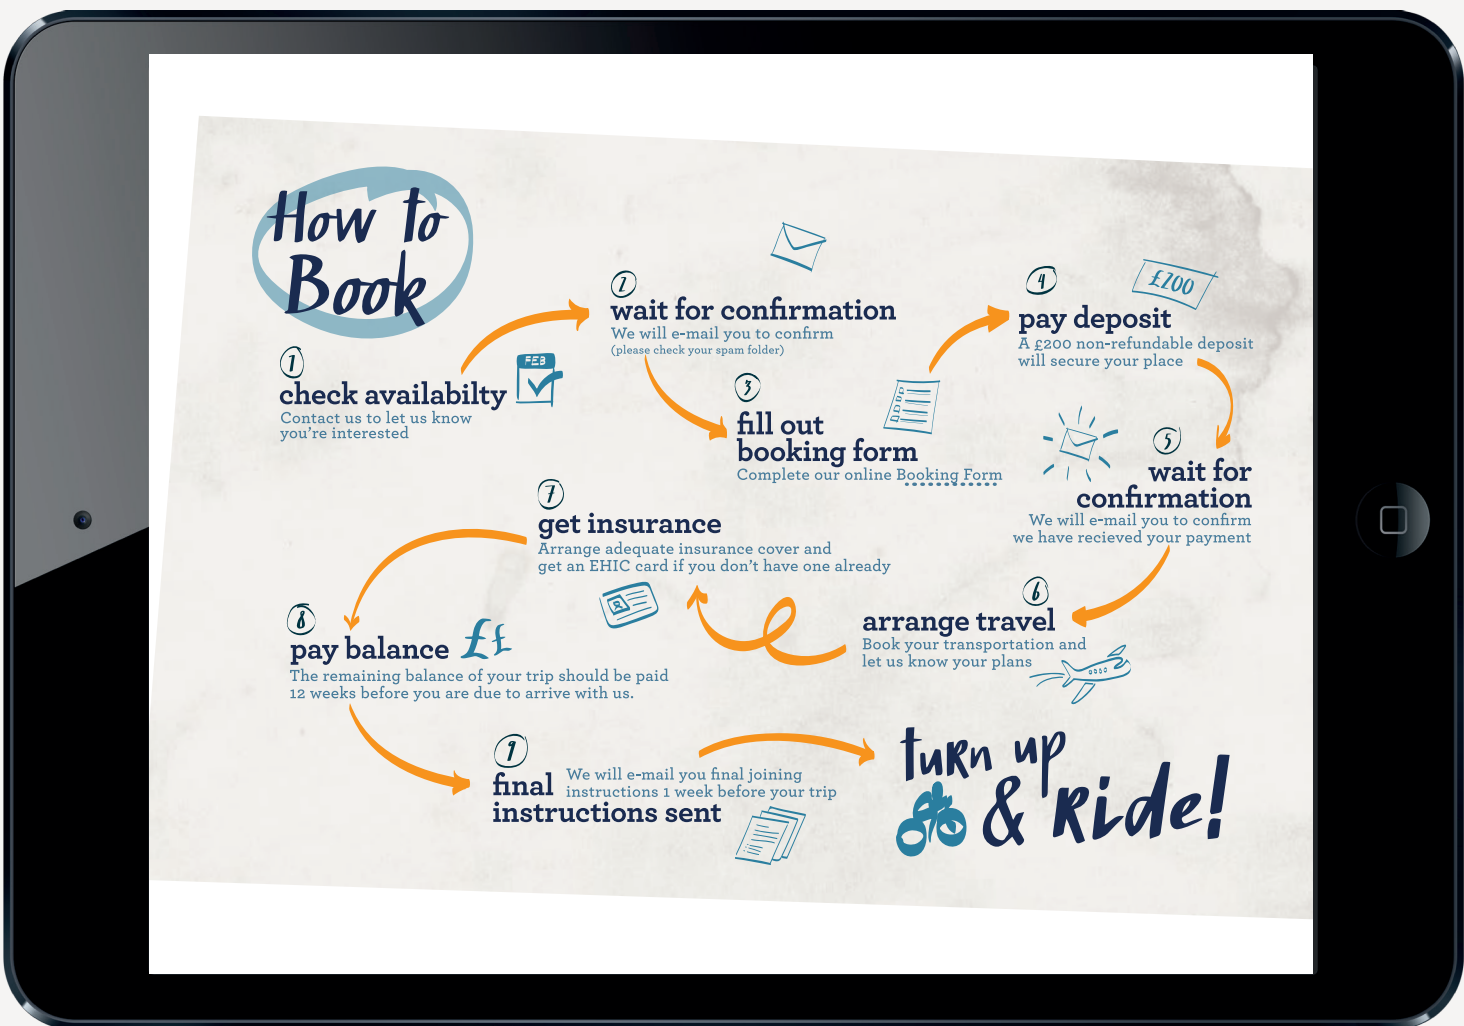 How to
Book
1
check availabilty
Contact us to let us know
you're interested
FEB
2
wait for confirmation
We will e-mail you to confirm
(please check your spam folder)
3
fill out
booking form
Complete our online Booking Form
4
£200
pay deposit
A £200 non-refundable deposit
will secure your place
5
wait for
confirmation
We will e-mail you to confirm
we have recieved your payment
6
arrange travel
Book your transportation and
let us know your plans
7
get insurance
Arrange adequate insurance cover and
get an EHIC card if you don't have one already
8
pay balance ££
The remaining balance of your trip should be paid
12 weeks before you are due to arrive with us.
9
final
instructions sent
We will e-mail you final joining
instructions 1 week before your trip
turn up
& Ride!